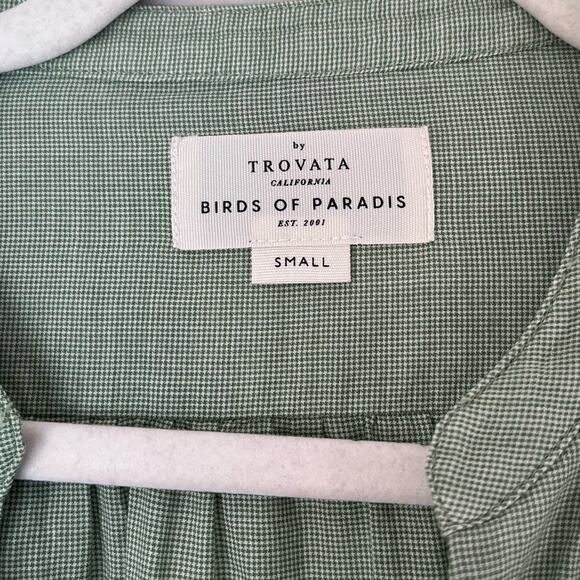 by
TROVATA
CALIFORNIA
BIRDS OF PARADIS
EST. 2001
SMALL